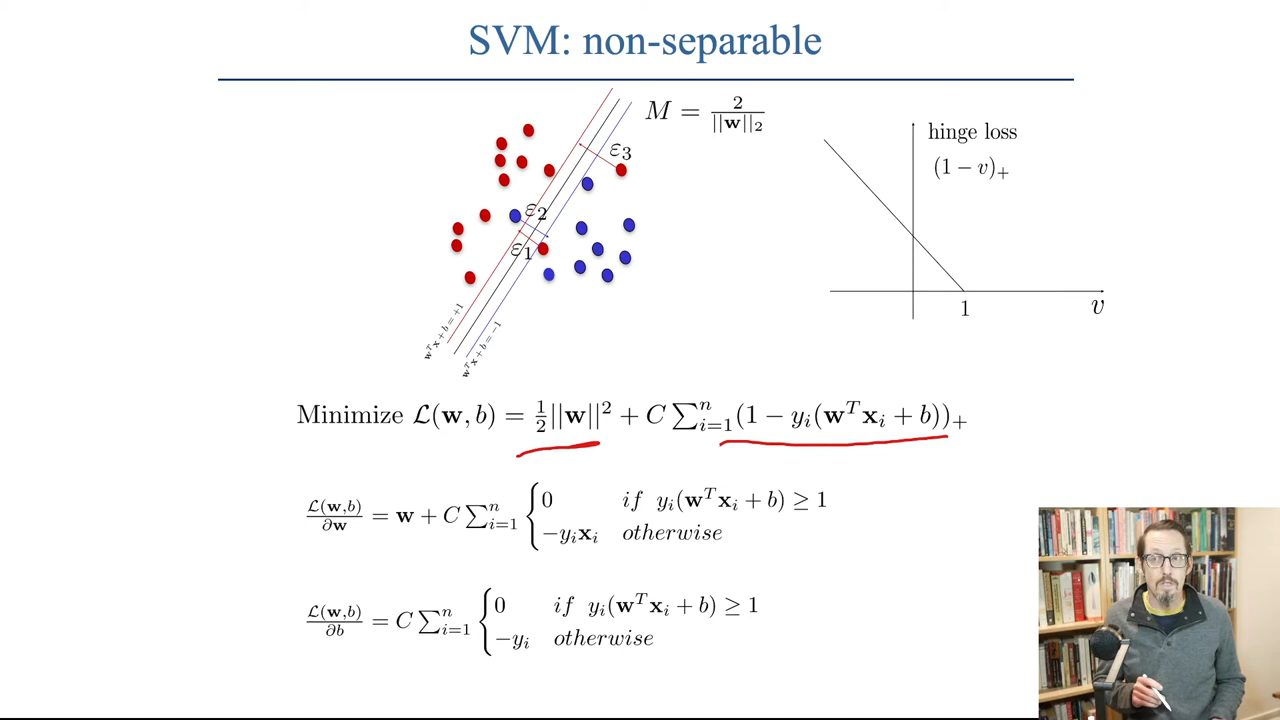 SVM: non-separable
M = 2/||w||₂
ε₃
ε₂
ε₁
wᵀx + b = +1
wᵀx + b = −1
hinge loss
(1 − v)₊
1
v
Minimize ℒ(w, b) = ½||w||² + C ∑ⁿᵢ₌₁(1 − yᵢ(wᵀxᵢ + b))₊
ℒ(w,b)/∂w = w + C ∑ⁿᵢ₌₁ { 0 if yᵢ(wᵀxᵢ + b) ≥ 1
−yᵢxᵢ otherwise
ℒ(w,b)/∂b = C ∑ⁿᵢ₌₁ { 0 if yᵢ(wᵀxᵢ + b) ≥ 1
−yᵢ otherwise